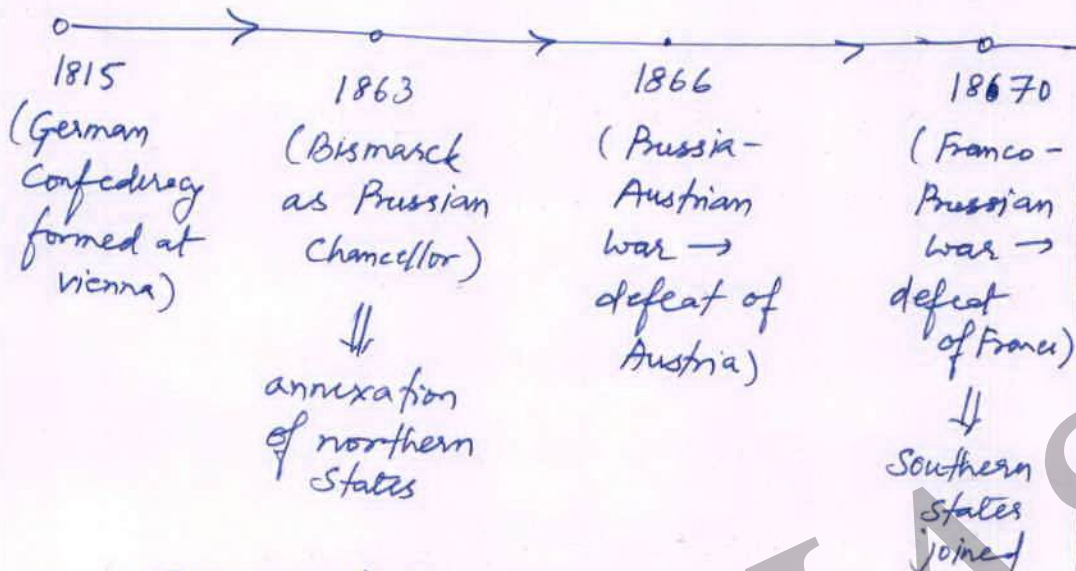 1815
(German
Confederacy
formed at
Vienna)
1863
(Bismarck
as Prussian
Chancellor)
⇓
annexation
of northern
States
1866
(Prussia-
Austrian
war →
defeat of
Austria)
18670
(Franco-
Prussian
war →
defeat
of France)
⇓
Southern
states
joined